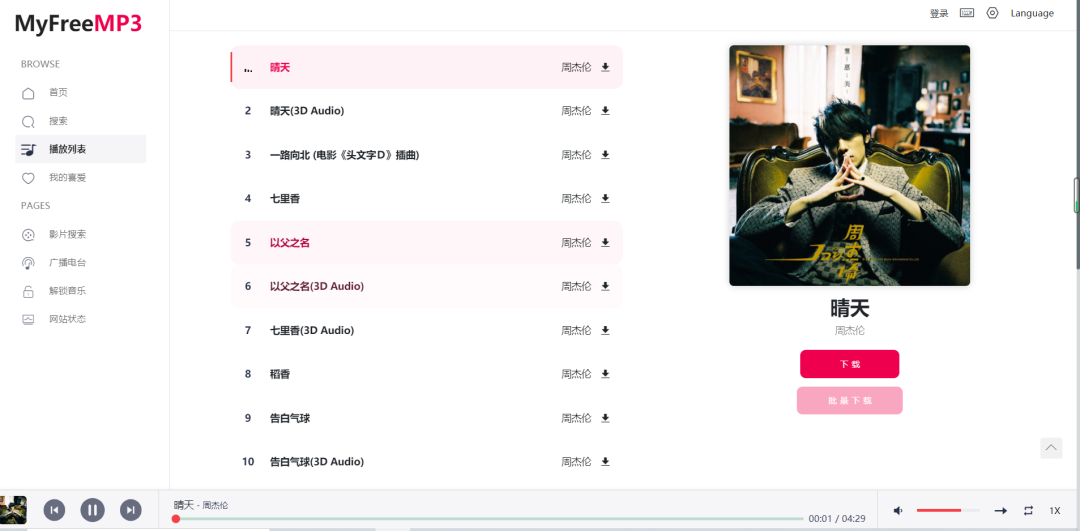 MyFreeMP3
登录 Language
BROWSE
首页
搜索
播放列表
我的喜爱
PAGES
影片搜索
广播电台
解锁音乐
网站状态
晴天 周杰伦
2 晴天(3D Audio) 周杰伦
3 一路向北 (电影《头文字D》插曲) 周杰伦
4 七里香 周杰伦
5 以父之名 周杰伦
6 以父之名(3D Audio) 周杰伦
7 七里香(3D Audio) 周杰伦
8 稻香 周杰伦
9 告白气球 周杰伦
10 告白气球(3D Audio) 周杰伦
叶惠美
周杰伦
晴天
周杰伦
下载
批量下载
晴天 - 周杰伦
00:01 / 04:29
1X